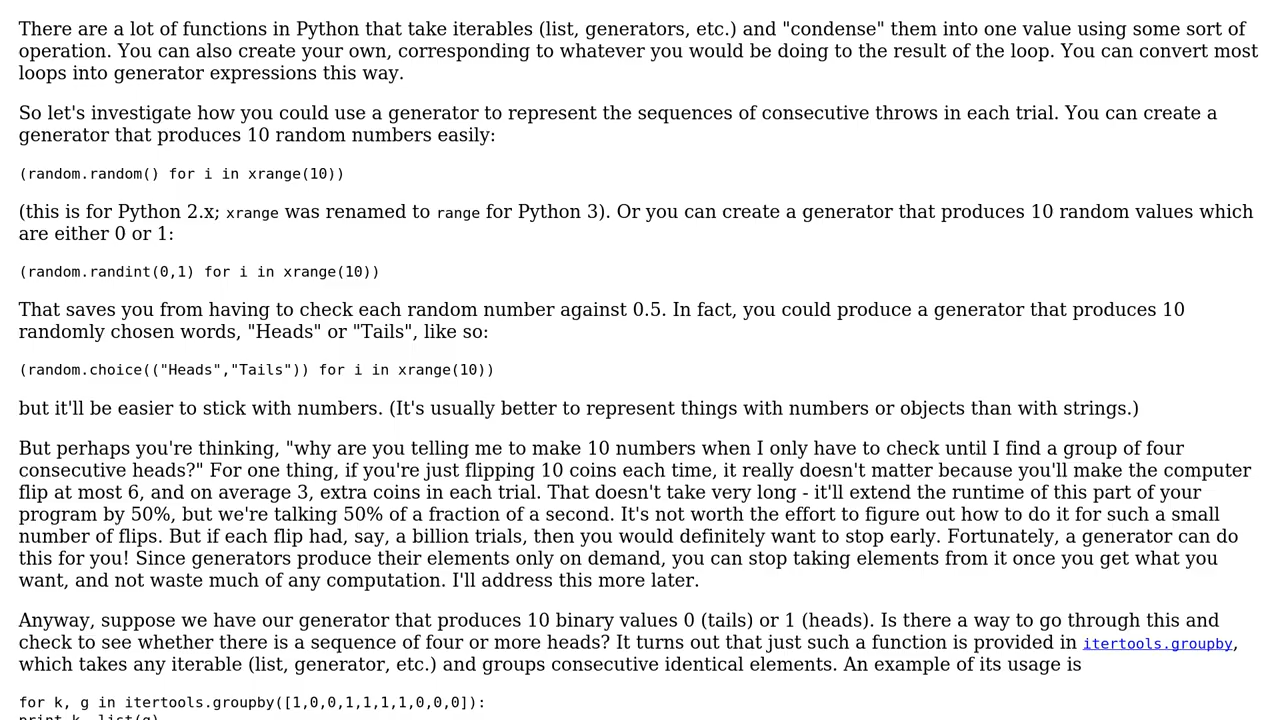 There are a lot of functions in Python that take iterables (list, generators, etc.) and "condense" them into one value using some sort of
operation. You can also create your own, corresponding to whatever you would be doing to the result of the loop. You can convert most
loops into generator expressions this way.
So let's investigate how you could use a generator to represent the sequences of consecutive throws in each trial. You can create a
generator that produces 10 random numbers easily:
(random.random() for i in xrange(10))
(this is for Python 2.x; xrange was renamed to range for Python 3). Or you can create a generator that produces 10 random values which
are either 0 or 1:
(random.randint(0,1) for i in xrange(10))
That saves you from having to check each random number against 0.5. In fact, you could produce a generator that produces 10
randomly chosen words, "Heads" or "Tails", like so:
(random.choice(("Heads","Tails")) for i in xrange(10))
but it'll be easier to stick with numbers. (It's usually better to represent things with numbers or objects than with strings.)
But perhaps you're thinking, "why are you telling me to make 10 numbers when I only have to check until I find a group of four
consecutive heads?" For one thing, if you're just flipping 10 coins each time, it really doesn't matter because you'll make the computer
flip at most 6, and on average 3, extra coins in each trial. That doesn't take very long - it'll extend the runtime of this part of your
program by 50%, but we're talking 50% of a fraction of a second. It's not worth the effort to figure out how to do it for such a small
number of flips. But if each flip had, say, a billion trials, then you would definitely want to stop early. Fortunately, a generator can do
this for you! Since generators produce their elements only on demand, you can stop taking elements from it once you get what you
want, and not waste much of any computation. I'll address this more later.
Anyway, suppose we have our generator that produces 10 binary values 0 (tails) or 1 (heads). Is there a way to go through this and
check to see whether there is a sequence of four or more heads? It turns out that just such a function is provided in itertools.groupby,
which takes any iterable (list, generator, etc.) and groups consecutive identical elements. An example of its usage is
for k, g in itertools.groupby([1,0,0,1,1,1,1,0,0,0]):
print k, list(g)